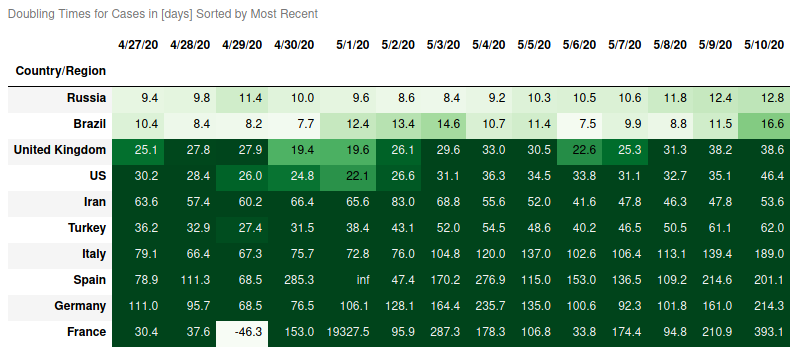 Doubling Times for Cases in [days] Sorted by Most Recent
4/27/20 4/28/20 4/29/20 4/30/20 5/1/20 5/2/20 5/3/20 5/4/20 5/5/20 5/6/20 5/7/20 5/8/20 5/9/20 5/10/20
Country/Region
Russia 9.4 9.8 11.4 10.0 9.6 8.6 8.4 9.2 10.3 10.5 10.6 11.8 12.4 12.8
Brazil 10.4 8.4 8.2 7.7 12.4 13.4 14.6 10.7 11.4 7.5 9.9 8.8 11.5 16.6
United Kingdom 25.1 27.8 27.9 19.4 19.6 26.1 29.6 33.0 30.5 22.6 25.3 31.3 38.2 38.6
US 30.2 28.4 26.0 24.8 22.1 26.6 31.1 36.3 34.5 33.8 31.1 32.7 35.1 46.4
Iran 63.6 57.4 60.2 66.4 65.6 83.0 68.8 55.6 52.0 41.6 47.8 46.3 47.8 53.6
Turkey 36.2 32.9 27.4 31.5 38.4 43.1 52.0 54.5 48.6 40.2 46.5 50.5 61.1 62.0
Italy 79.1 66.4 67.3 75.7 72.8 76.0 104.8 120.0 137.0 102.6 106.4 113.1 139.4 189.0
Spain 78.9 111.3 68.5 285.3 inf 47.4 170.2 276.9 115.0 153.0 136.5 109.2 214.6 201.1
Germany 111.0 95.7 68.5 76.5 106.1 128.1 164.4 235.7 135.0 100.6 92.3 101.8 161.0 214.3
France 30.4 37.6 -46.3 153.0 19327.5 95.9 287.3 178.3 106.8 33.8 174.4 94.8 210.9 393.1